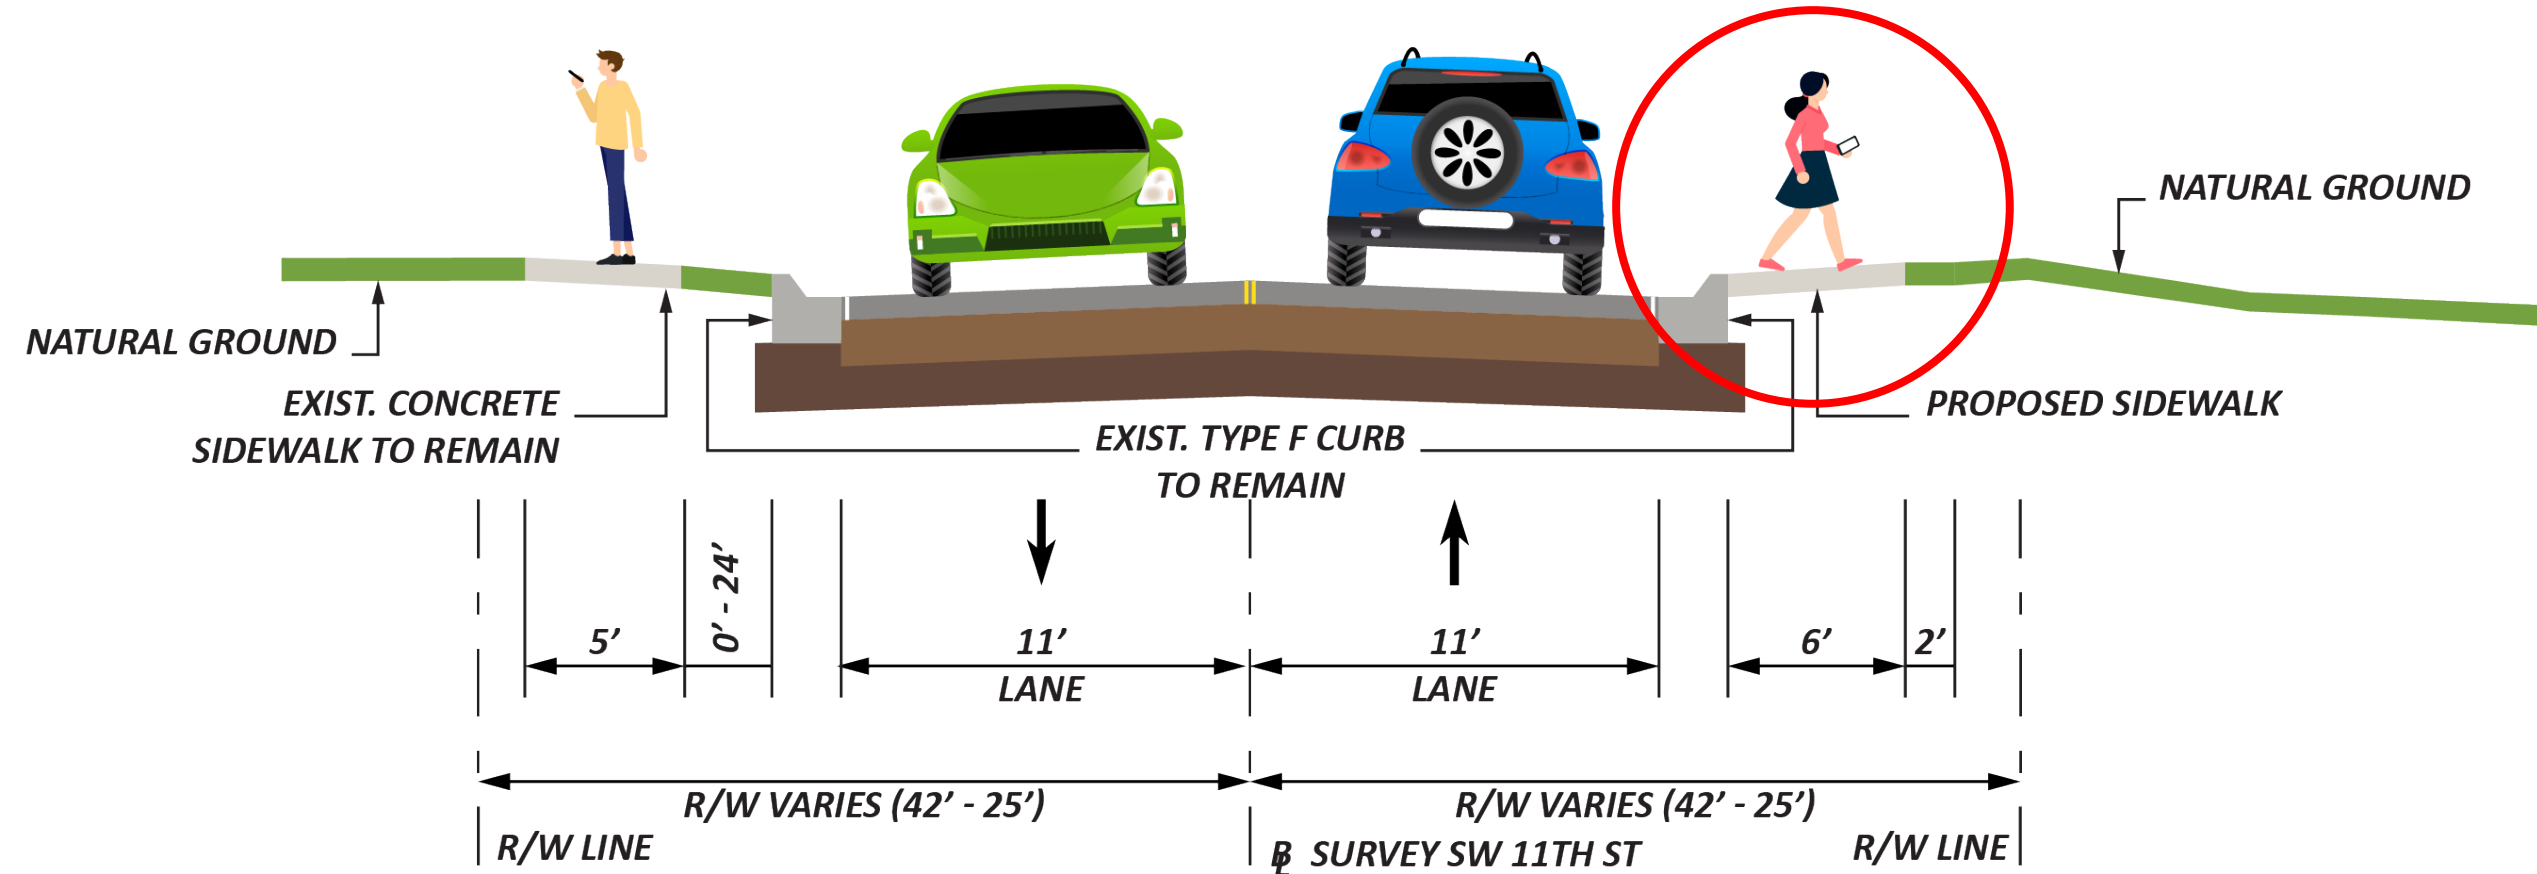 NATURAL GROUND
NATURAL GROUND
EXIST. CONCRETE
SIDEWALK TO REMAIN
PROPOSED SIDEWALK
EXIST. TYPE F CURB
TO REMAIN
5’
0’ - 24’
11’
LANE
11’
LANE
6’
2’
R/W VARIES (42’ - 25’)
R/W VARIES (42’ - 25’)
R/W LINE
BL SURVEY SW 11TH ST
R/W LINE